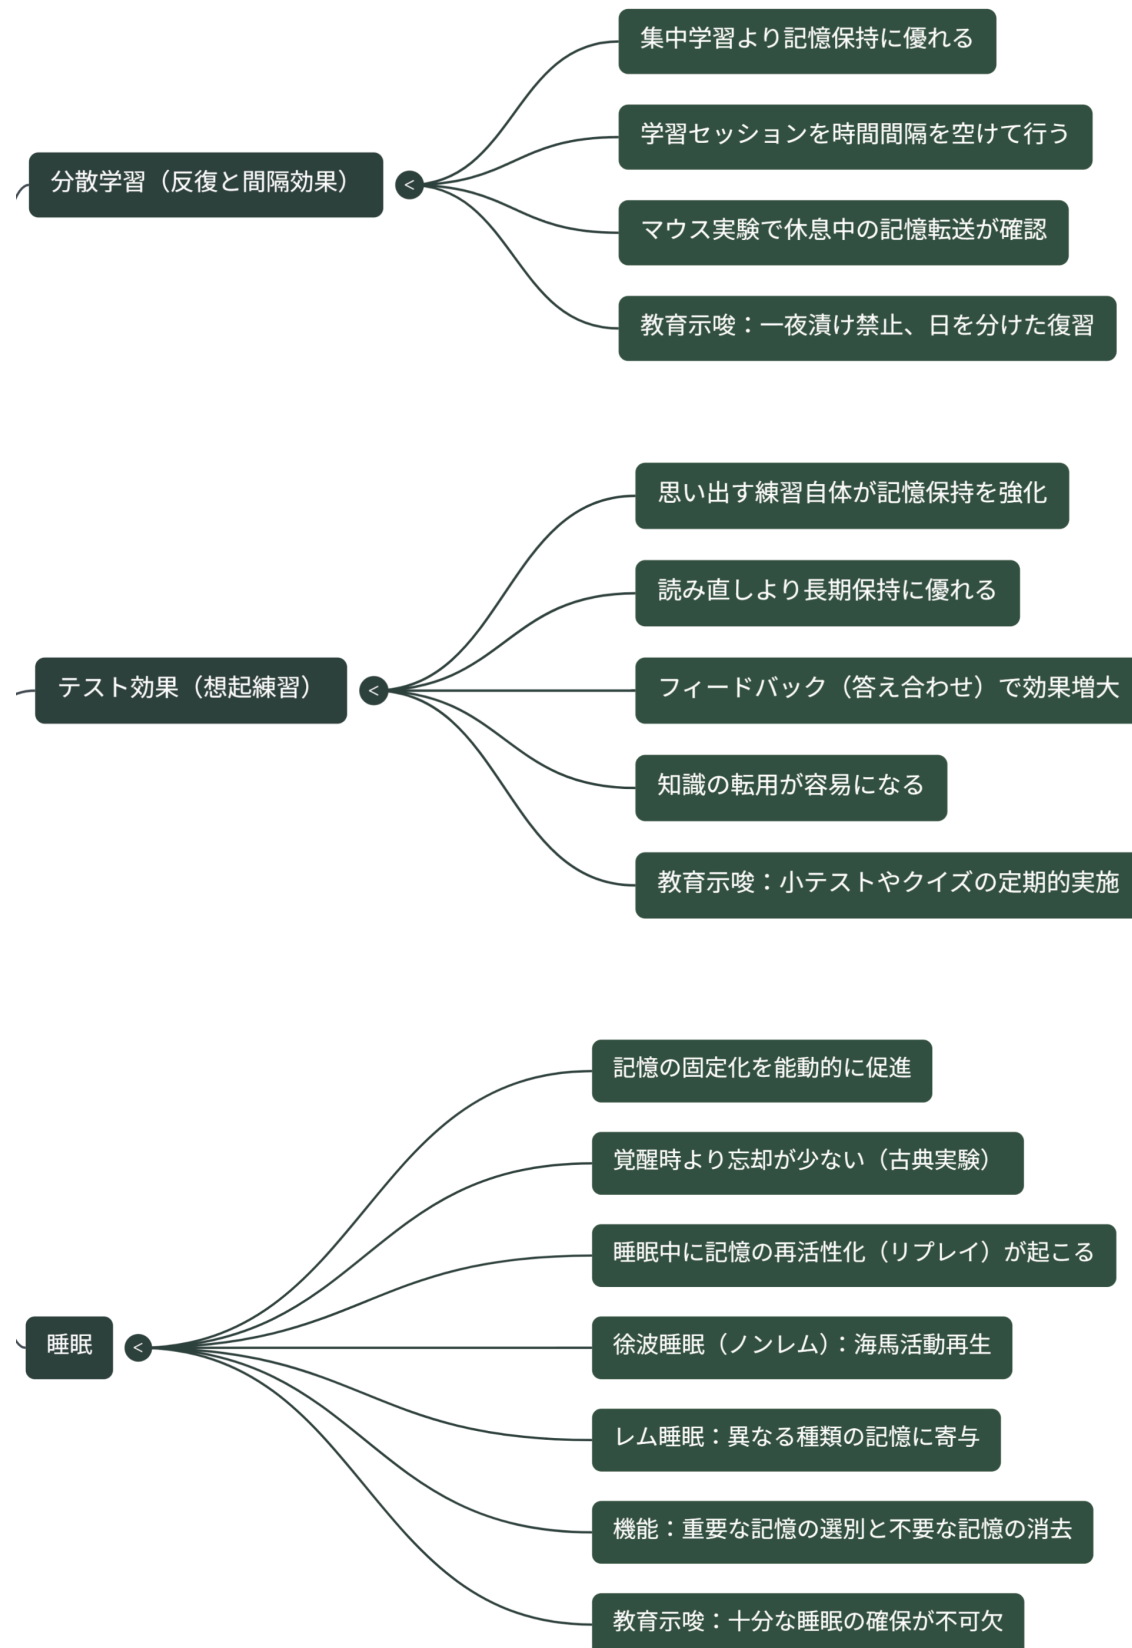 分散学習（反復と間隔効果）
<
集中学習より記憶保持に優れる
学習セッションを時間間隔を空けて行う
マウス実験で休息中の記憶転送が確認
教育示唆：一夜漬け禁止、日を分けた復習
テスト効果（想起練習）
<
思い出す練習自体が記憶保持を強化
読み直しより長期保持に優れる
フィードバック（答え合わせ）で効果増大
知識の転用が容易になる
教育示唆：小テストやクイズの定期的実施
睡眠
<
記憶の固定化を能動的に促進
覚醒時より忘却が少ない（古典実験）
睡眠中に記憶の再活性化（リプレイ）が起こる
徐波睡眠（ノンレム）：海馬活動再生
レム睡眠：異なる種類の記憶に寄与
機能：重要な記憶の選別と不要な記憶の消去
教育示唆：十分な睡眠の確保が不可欠